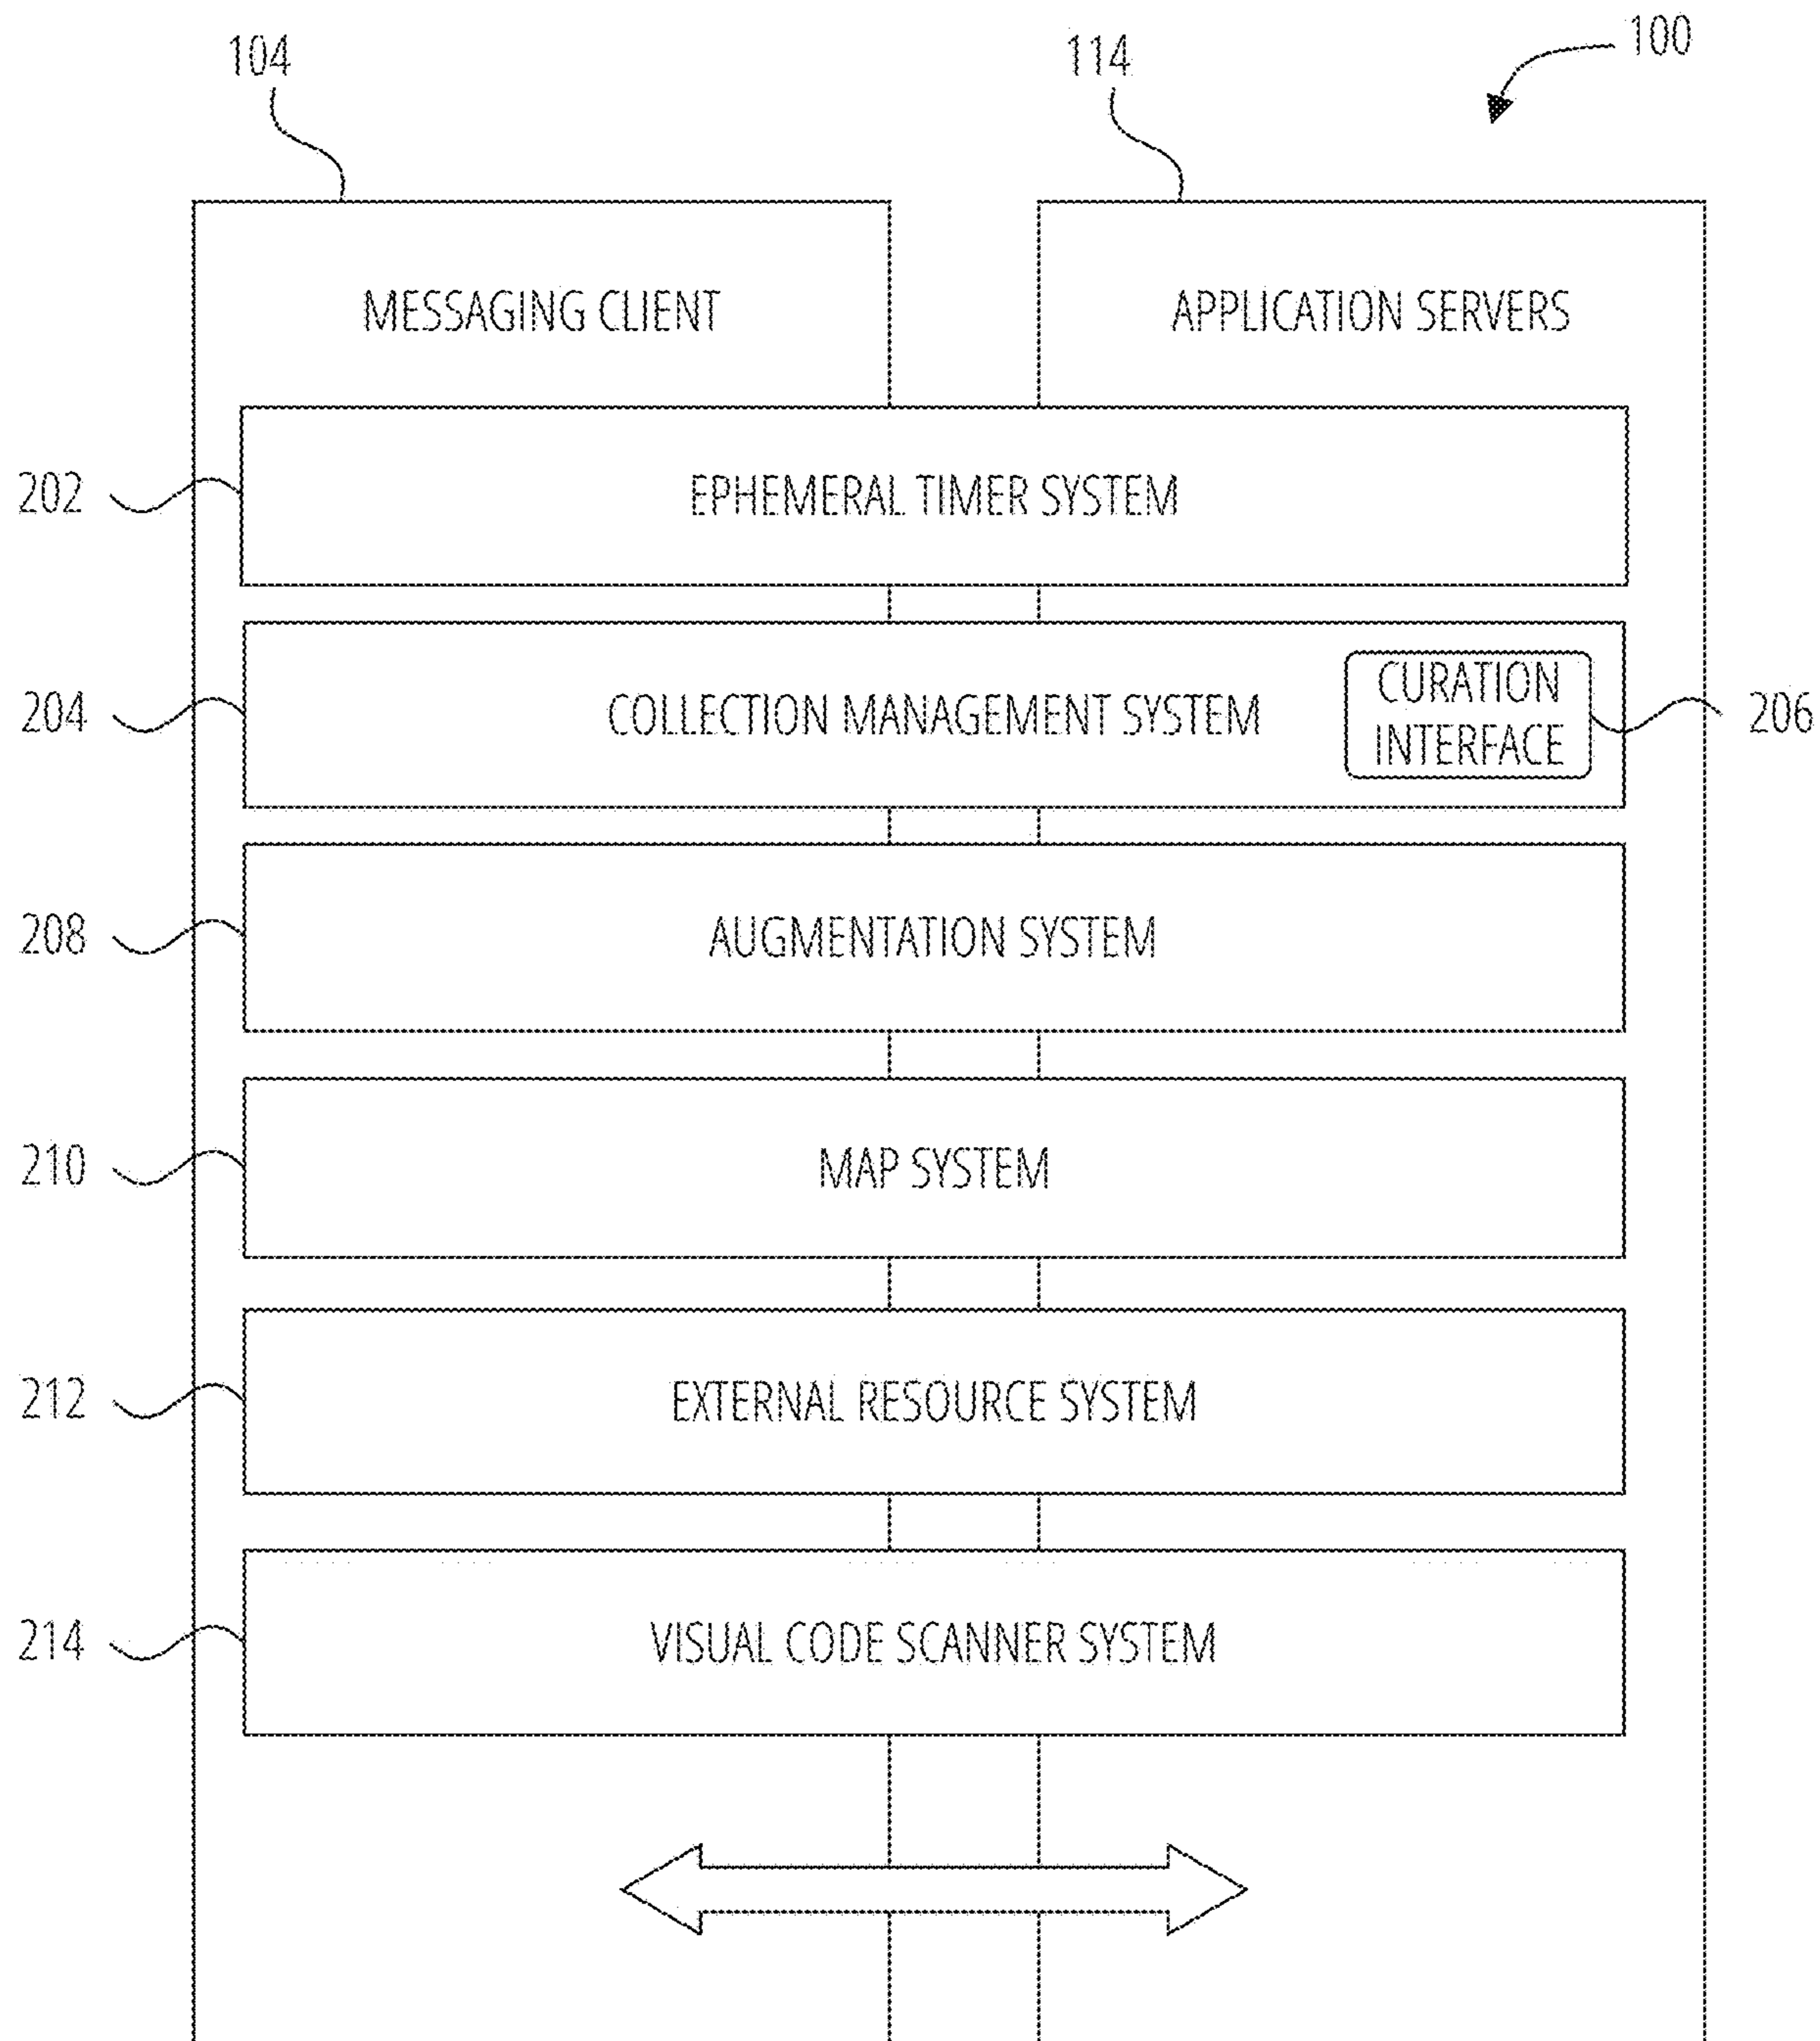 104
114
100
MESSAGING CLIENT
APPLICATION SERVERS
202
EPHEMERAL TIMER SYSTEM
204
COLLECTION MANAGEMENT SYSTEM
CURATION
INTERFACE
206
208
AUGMENTATION SYSTEM
210
MAP SYSTEM
212
EXTERNAL RESOURCE SYSTEM
214
VISUAL CODE SCANNER SYSTEM